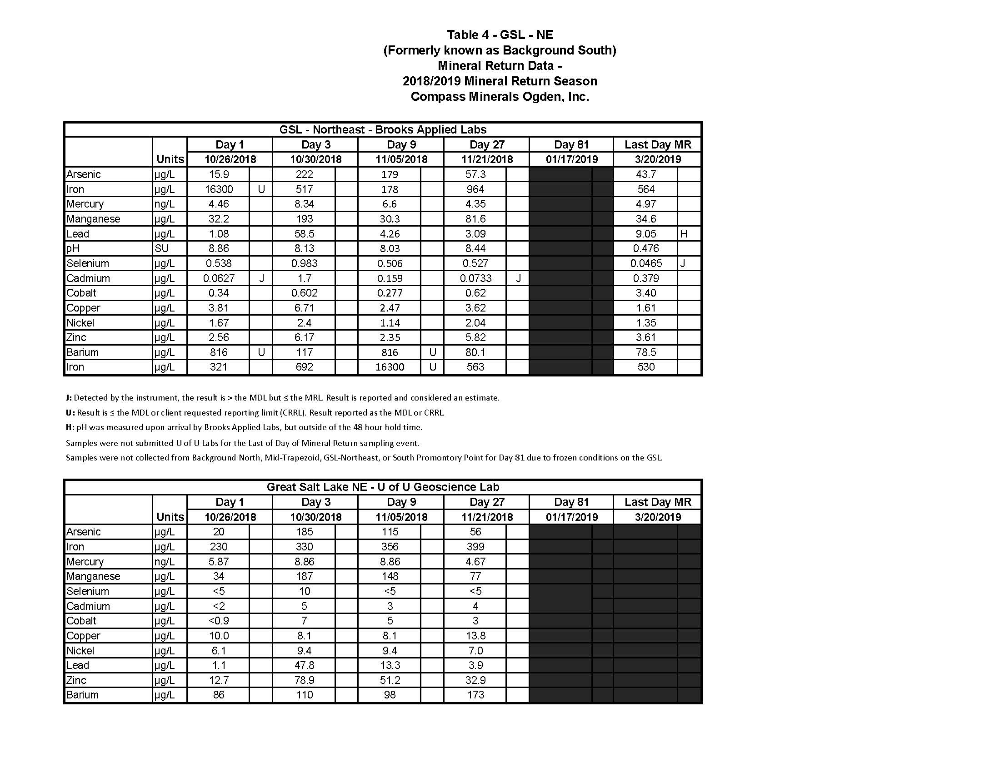 Table 4 - GSL - NE
(Formerly known as Background South)
Mineral Return Data -
2018/2019 Mineral Return Season
Compass Minerals Ogden, Inc.
GSL - Northeast - Brooks Applied Labs
Day 1 Day 3 Day 9 Day 27 Day 81 Last Day MR
Units 10/26/2018 10/30/2018 11/05/2018 11/21/2018 01/17/2019 3/20/2019
Arsenic µg/L 15.9 222 179 57.3 43.7
Iron µg/L 16300 U 517 178 964 564
Mercury ng/L 4.46 8.34 6.6 4.35 4.97
Manganese µg/L 32.2 193 30.3 81.6 34.6
Lead µg/L 1.08 58.5 4.26 3.09 9.05 H
pH SU 8.86 8.13 8.03 8.44 0.476
Selenium µg/L 0.538 0.983 0.506 0.527 0.0465 J
Cadmium µg/L 0.0627 J 1.7 0.159 0.0733 J 0.379
Cobalt µg/L 0.34 0.602 0.277 0.62 3.40
Copper µg/L 3.81 6.71 2.47 3.62 1.61
Nickel µg/L 1.67 2.4 1.14 2.04 1.35
Zinc µg/L 2.56 6.17 2.35 5.82 3.61
Barium µg/L 816 U 117 816 U 80.1 78.5
Iron µg/L 321 692 16300 U 563 530
J: Detected by the instrument, the result is > the MDL but ≤ the MRL. Result is reported and considered an estimate.
U: Result is ≤ the MDL or client requested reporting limit (CRRL). Result reported as the MDL or CRRL.
H: pH was measured upon arrival by Brooks Applied Labs, but outside of the 48 hour hold time.
Samples were not submitted U of U Labs for the Last of Day of Mineral Return sampling event.
Samples were not collected from Background North, Mid-Trapezoid, GSL-Northeast, or South Promontory Point for Day 81 due to frozen conditions on the GSL.
Great Salt Lake NE - U of U Geoscience Lab
Day 1 Day 3 Day 9 Day 27 Day 81 Last Day MR
Units 10/26/2018 10/30/2018 11/05/2018 11/21/2018 01/17/2019 3/20/2019
Arsenic µg/L 20 185 115 56
Iron µg/L 230 330 356 399
Mercury ng/L 5.87 8.86 8.86 4.67
Manganese µg/L 34 187 148 77
Selenium µg/L <5 10 <5 <5
Cadmium µg/L <2 5 3 4
Cobalt µg/L <0.9 7 5 3
Copper µg/L 10.0 8.1 8.1 13.8
Nickel µg/L 6.1 9.4 9.4 7.0
Lead µg/L 1.1 47.8 13.3 3.9
Zinc µg/L 12.7 78.9 51.2 32.9
Barium µg/L 86 110 98 173